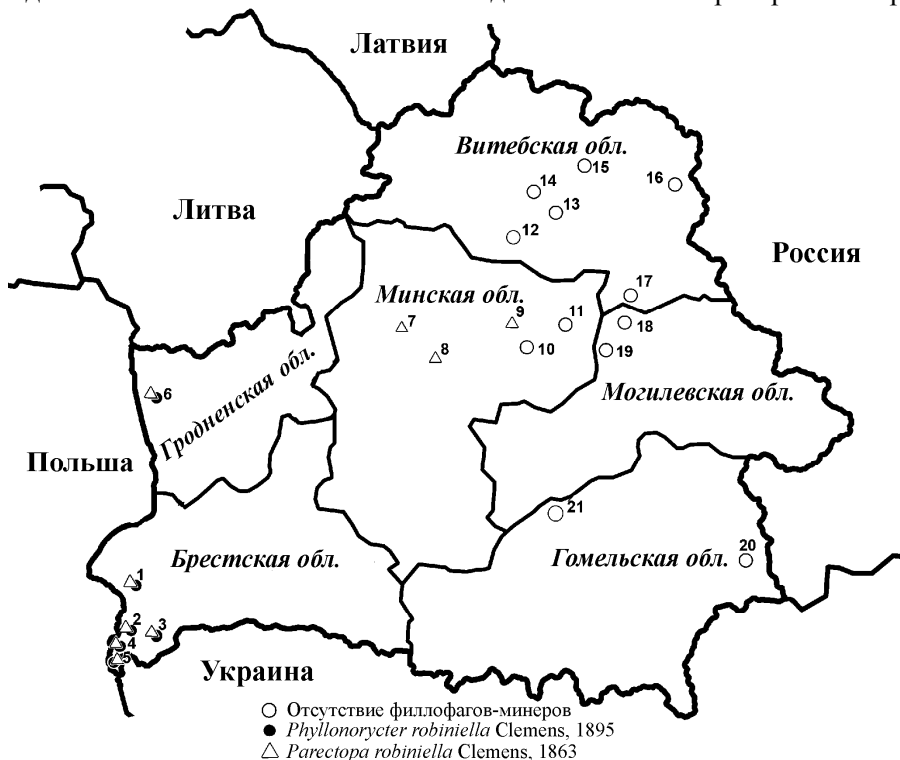 Латвия
Витебская обл.
15
14
16
13
Литва
12
Россия
Минская обл.
17
9
11
7
18
8
10
19
Гродненская обл.
6
Могилевская обл.
Польша
21
Брестская обл.
Гомельская обл.
20
1
2
3
4
5
Украина
Отсутствие филлофагов-минеров
Phyllonorycter robiniella Clemens, 1895
Parectopa robiniella Clemens, 1863